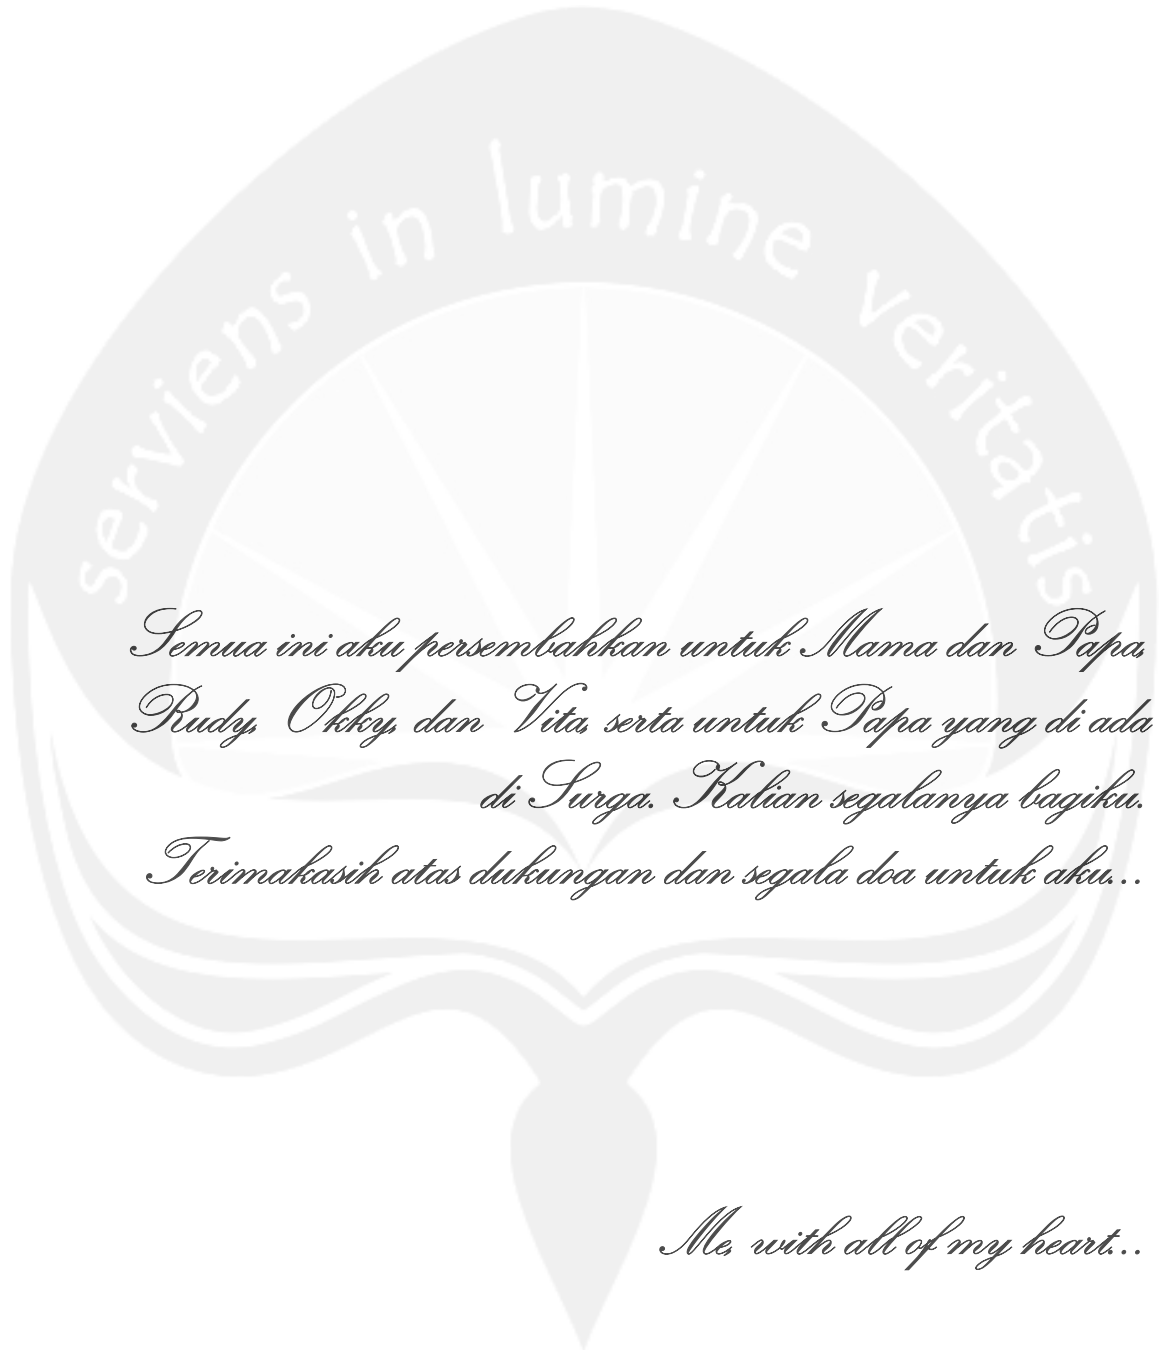 serviens in lumine veritatis
Semua ini aku persembahkan untuk Mama dan Papa,
Rudy, Okky, dan Vita, serta untuk Papa yang di ada
di Surga. Kalian segalanya bagiku.
Terimakasih atas dukungan dan segala doa untuk aku...
Me, with all of my heart...